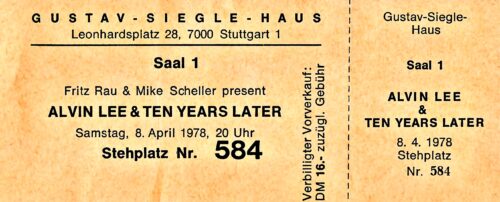 GUSTAV-SIEGLE-HAUS
Leonhardsplatz 28, 7000 Stuttgart 1
Saal 1
Fritz Rau & Mike Scheller present
ALVIN LEE & TEN YEARS LATER
Samstag, 8. April 1978, 20 Uhr
Stehplatz Nr. 584
Verbilligter Vorverkauf:
DM 16.- zuzügl. Gebühr
Gustav-Siegle-
Haus
Saal 1
ALVIN LEE
&
TEN YEARS LATER
8. 4. 1978
Stehplatz
Nr. 584